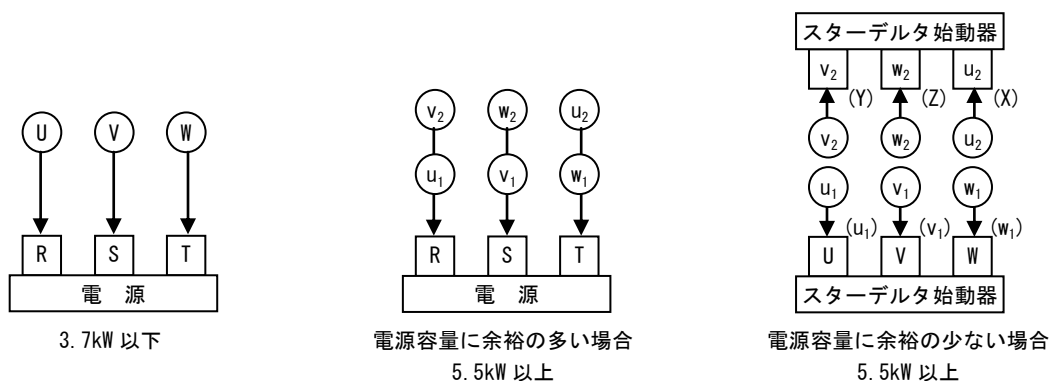 U V W
R S T
電 源
3.7kW 以下
v₂ w₂ u₂
u₁ v₁ w₁
R S T
電 源
電源容量に余裕の多い場合
5.5kW 以上
スターデルタ始動器
v₂ w₂ u₂
(Y) (Z) (X)
v₂ w₂ u₂
u₁ v₁ w₁
(u₁) (v₁) (w₁)
U V W
スターデルタ始動器
電源容量に余裕の少ない場合
5.5kW 以上